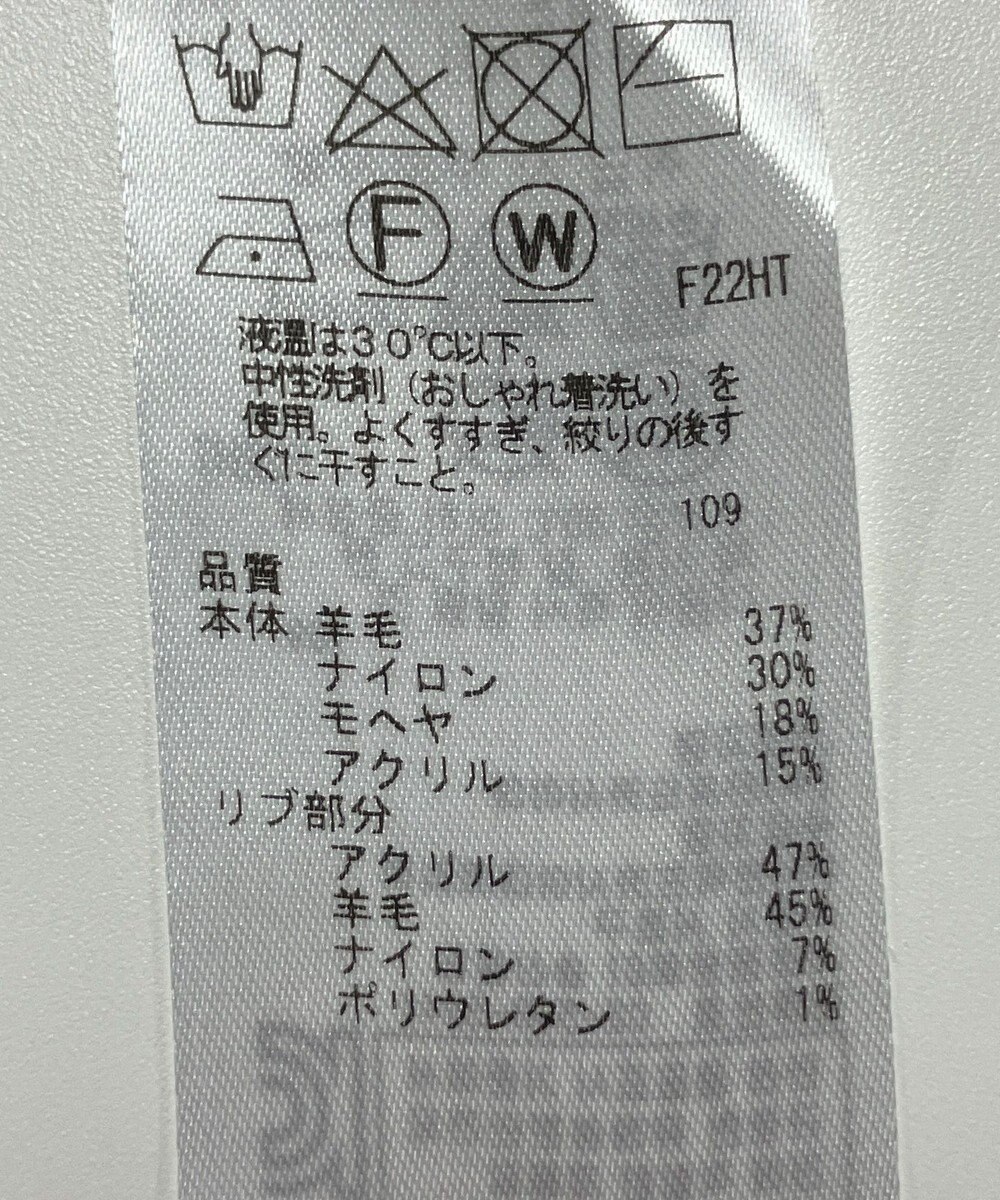 F W F22HT
液温は30℃以下。
中性洗剤（おしゃれ着洗い）を
使用。よくすすぎ、絞りの後す
ぐに干すこと。
109
品質
本体 羊毛 37%
ナイロン 30%
モヘヤ 18%
アクリル 15%
リブ部分
アクリル 47%
羊毛 45%
ナイロン 7%
ポリウレタン 1%